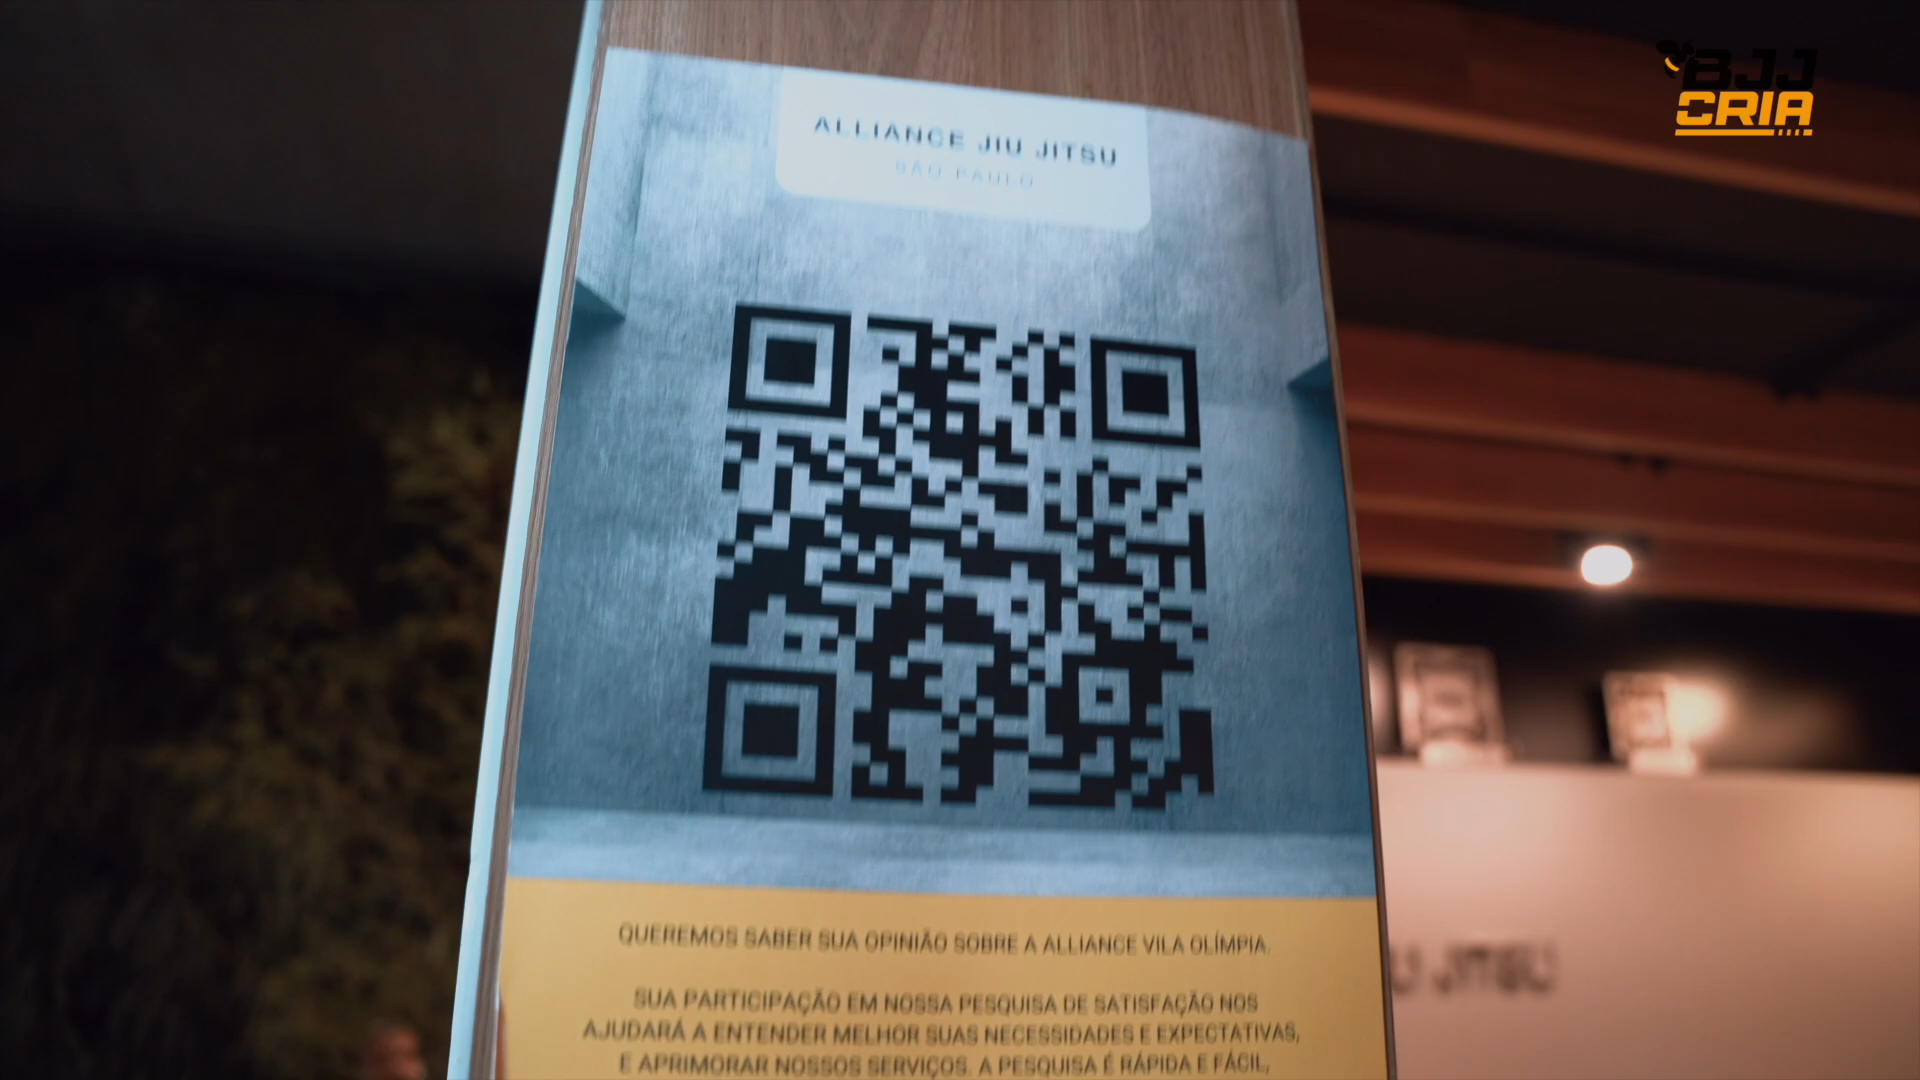 BJJ
CRIA
ALLIANCE JIU JITSU
SÃO PAULO
QUEREMOS SABER SUA OPINIÃO SOBRE A ALLIANCE VILA OLÍMPIA.
SUA PARTICIPAÇÃO EM NOSSA PESQUISA DE SATISFAÇÃO NOS
AJUDARÁ A ENTENDER MELHOR SUAS NECESSIDADES E EXPECTATIVAS,
E APRIMORAR NOSSOS SERVIÇOS. A PESQUISA É RÁPIDA E FÁCIL,
JITSU